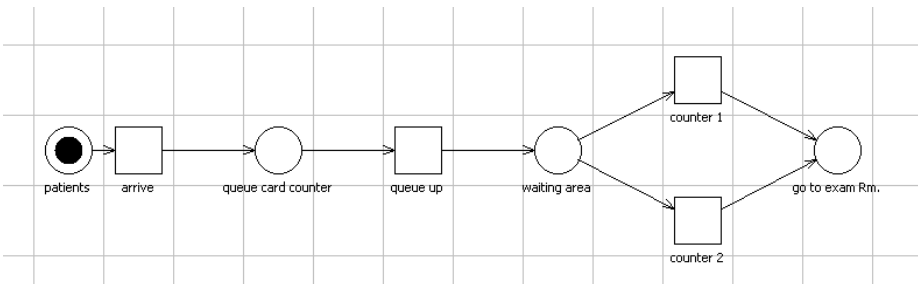 counter 1
patients
arrive
queue card counter
queue up
waiting area
go to exam Rm.
counter 2